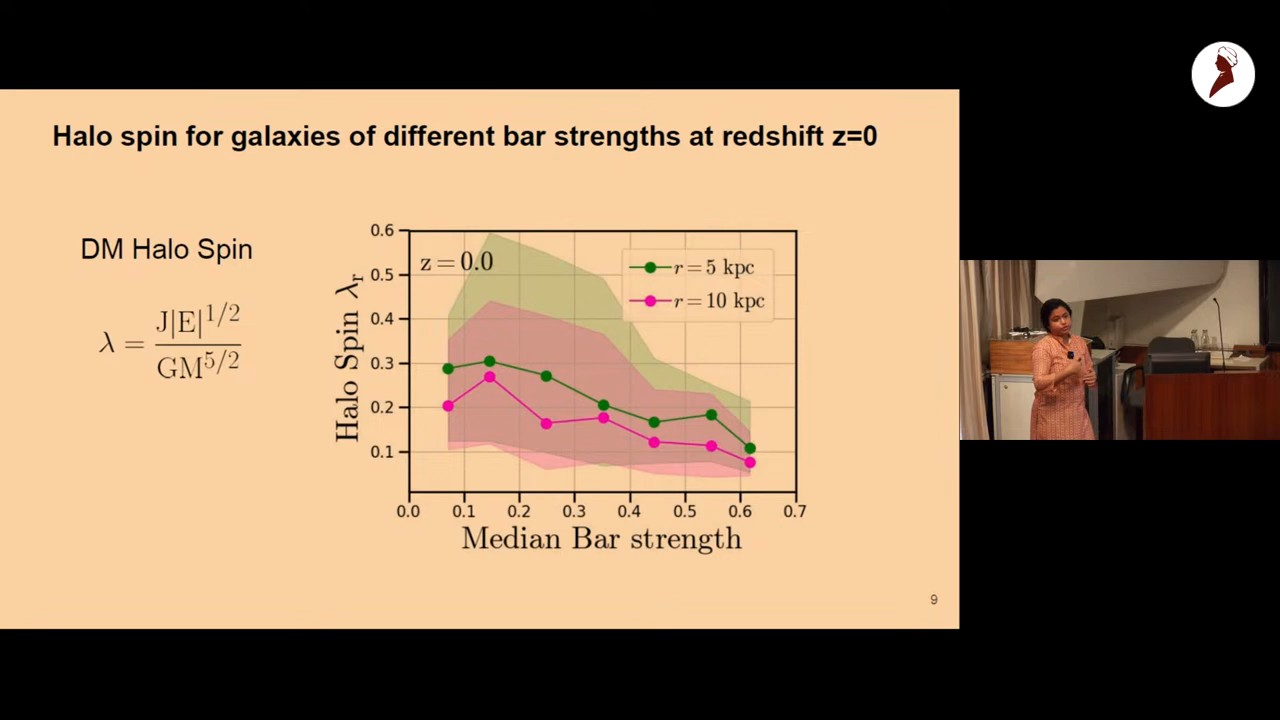 Halo spin for galaxies of different bar strengths at redshift z=0
DM Halo Spin
λ = J|E|^1/2 / GM^5/2
z = 0.0
r = 5 kpc
r = 10 kpc
Halo Spin λr
0.6
0.5
0.4
0.3
0.2
0.1
0.0 0.1 0.2 0.3 0.4 0.5 0.6 0.7
Median Bar strength
9